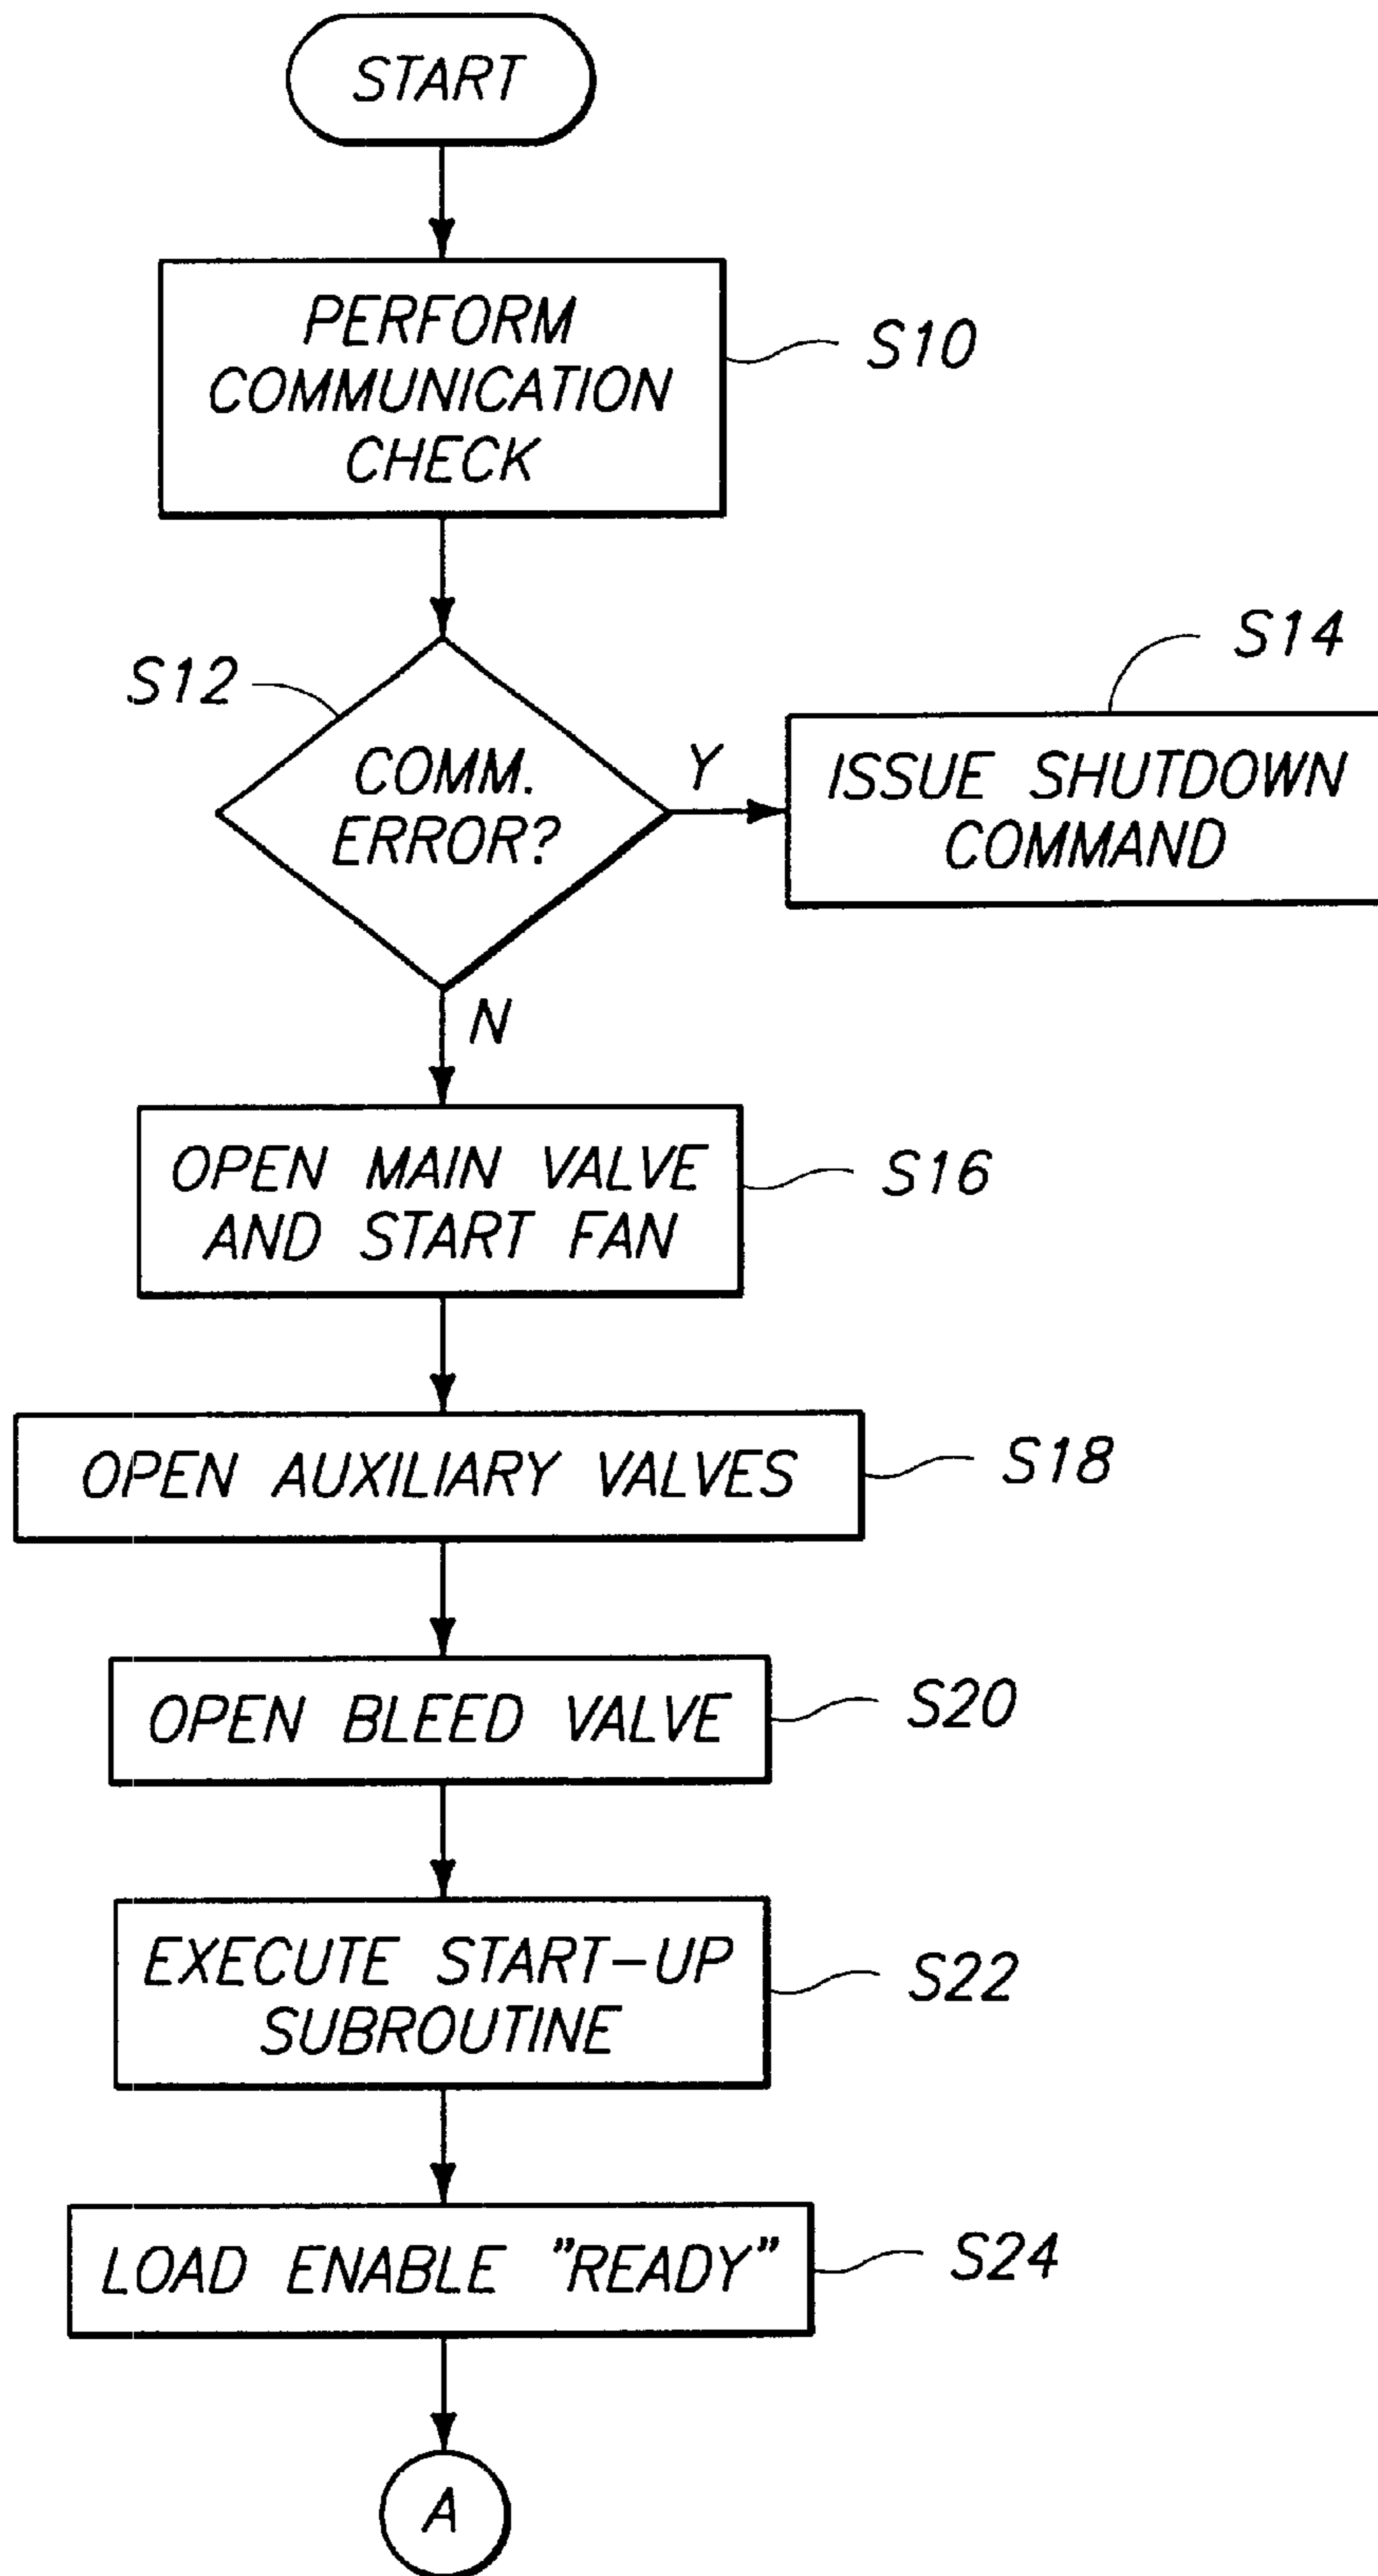 START
PERFORM
COMMUNICATION
CHECK
S10
S12
COMM.
ERROR?
Y
S14
ISSUE SHUTDOWN
COMMAND
N
OPEN MAIN VALVE
AND START FAN
S16
OPEN AUXILIARY VALVES
S18
OPEN BLEED VALVE
S20
EXECUTE START-UP
SUBROUTINE
S22
LOAD ENABLE "READY"
S24
A